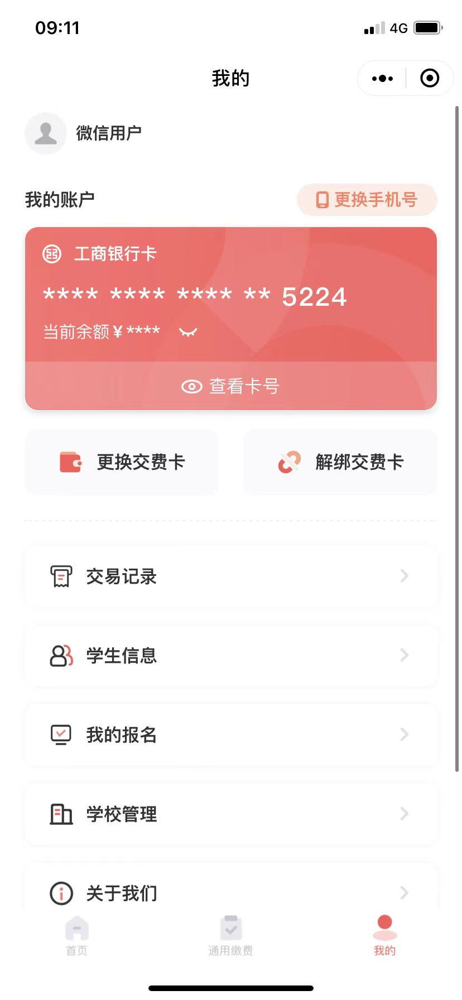 09:11
4G
我的
微信用户
我的账户
更换手机号
工商银行卡
**** **** **** ** 5224
当前余额¥****
查看卡号
更换交费卡
解绑交费卡
交易记录
学生信息
我的报名
学校管理
关于我们
首页
通用缴费
我的